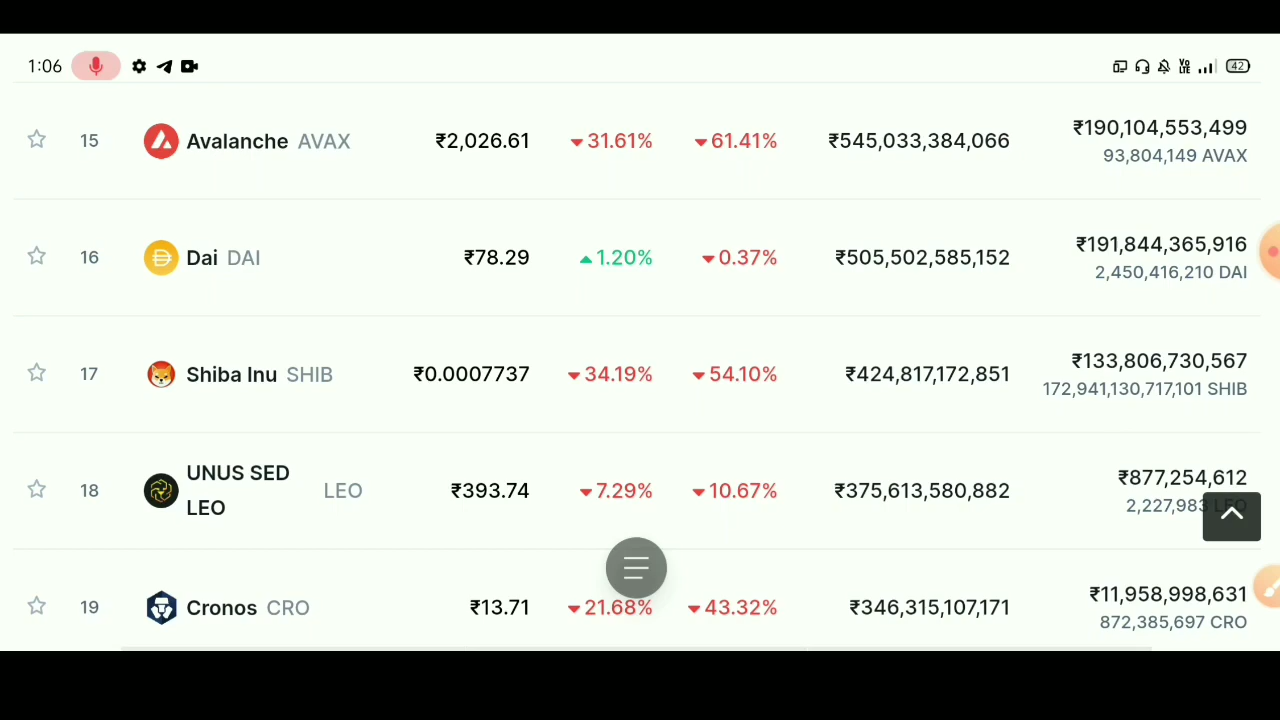 1:06
42
15 Avalanche AVAX ₹2,026.61 31.61% 61.41% ₹545,033,384,066 ₹190,104,553,499
93,804,149 AVAX
16 Dai DAI ₹78.29 1.20% 0.37% ₹505,502,585,152 ₹191,844,365,916
2,450,416,210 DAI
17 Shiba Inu SHIB ₹0.0007737 34.19% 54.10% ₹424,817,172,851 ₹133,806,730,567
172,941,130,717,101 SHIB
UNUS SED
18 LEO LEO ₹393.74 7.29% 10.67% ₹375,613,580,882 ₹877,254,612
2,227,983 LEO
19 Cronos CRO ₹13.71 21.68% 43.32% ₹346,315,107,171 ₹11,958,998,631
872,385,697 CRO